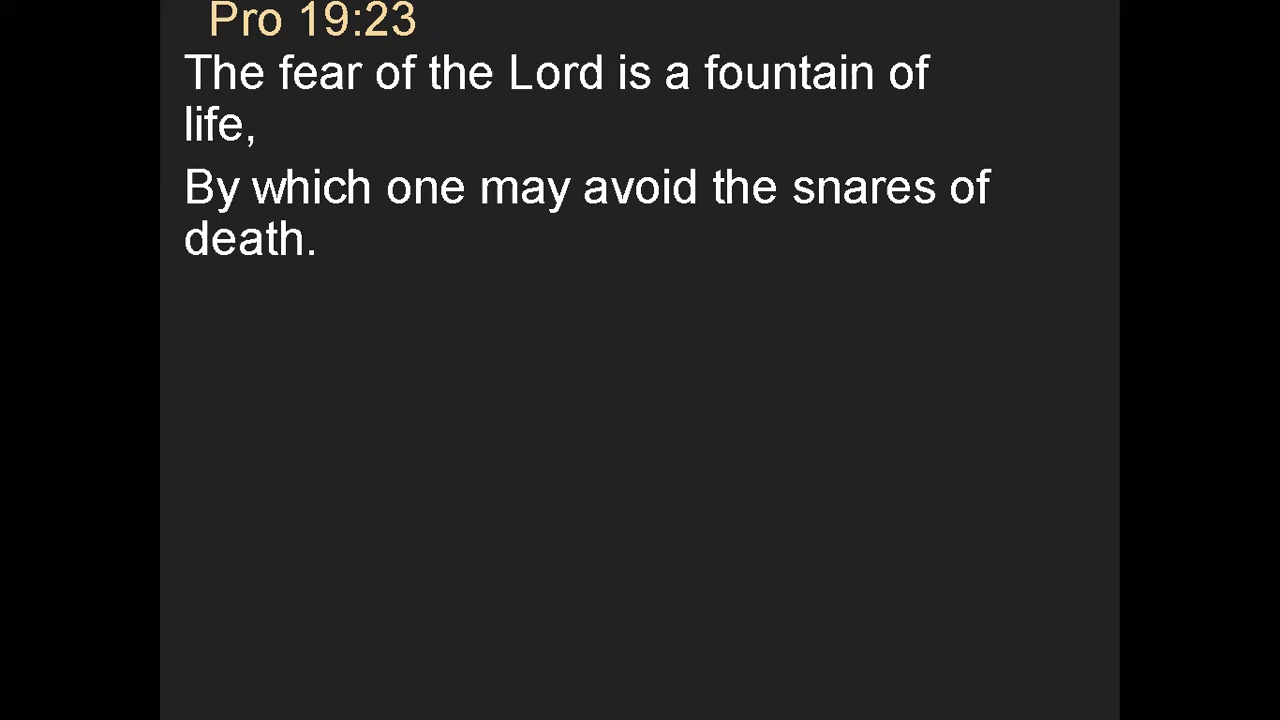 Pro 19:23
The fear of the Lord is a fountain of
life,
By which one may avoid the snares of
death.